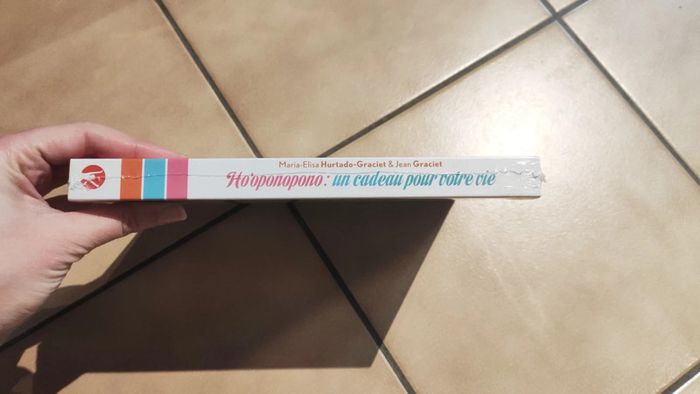 Maria-Elisa Hurtado-Graciet & Jean Graciet
Ho'oponopono : un cadeau pour votre vie